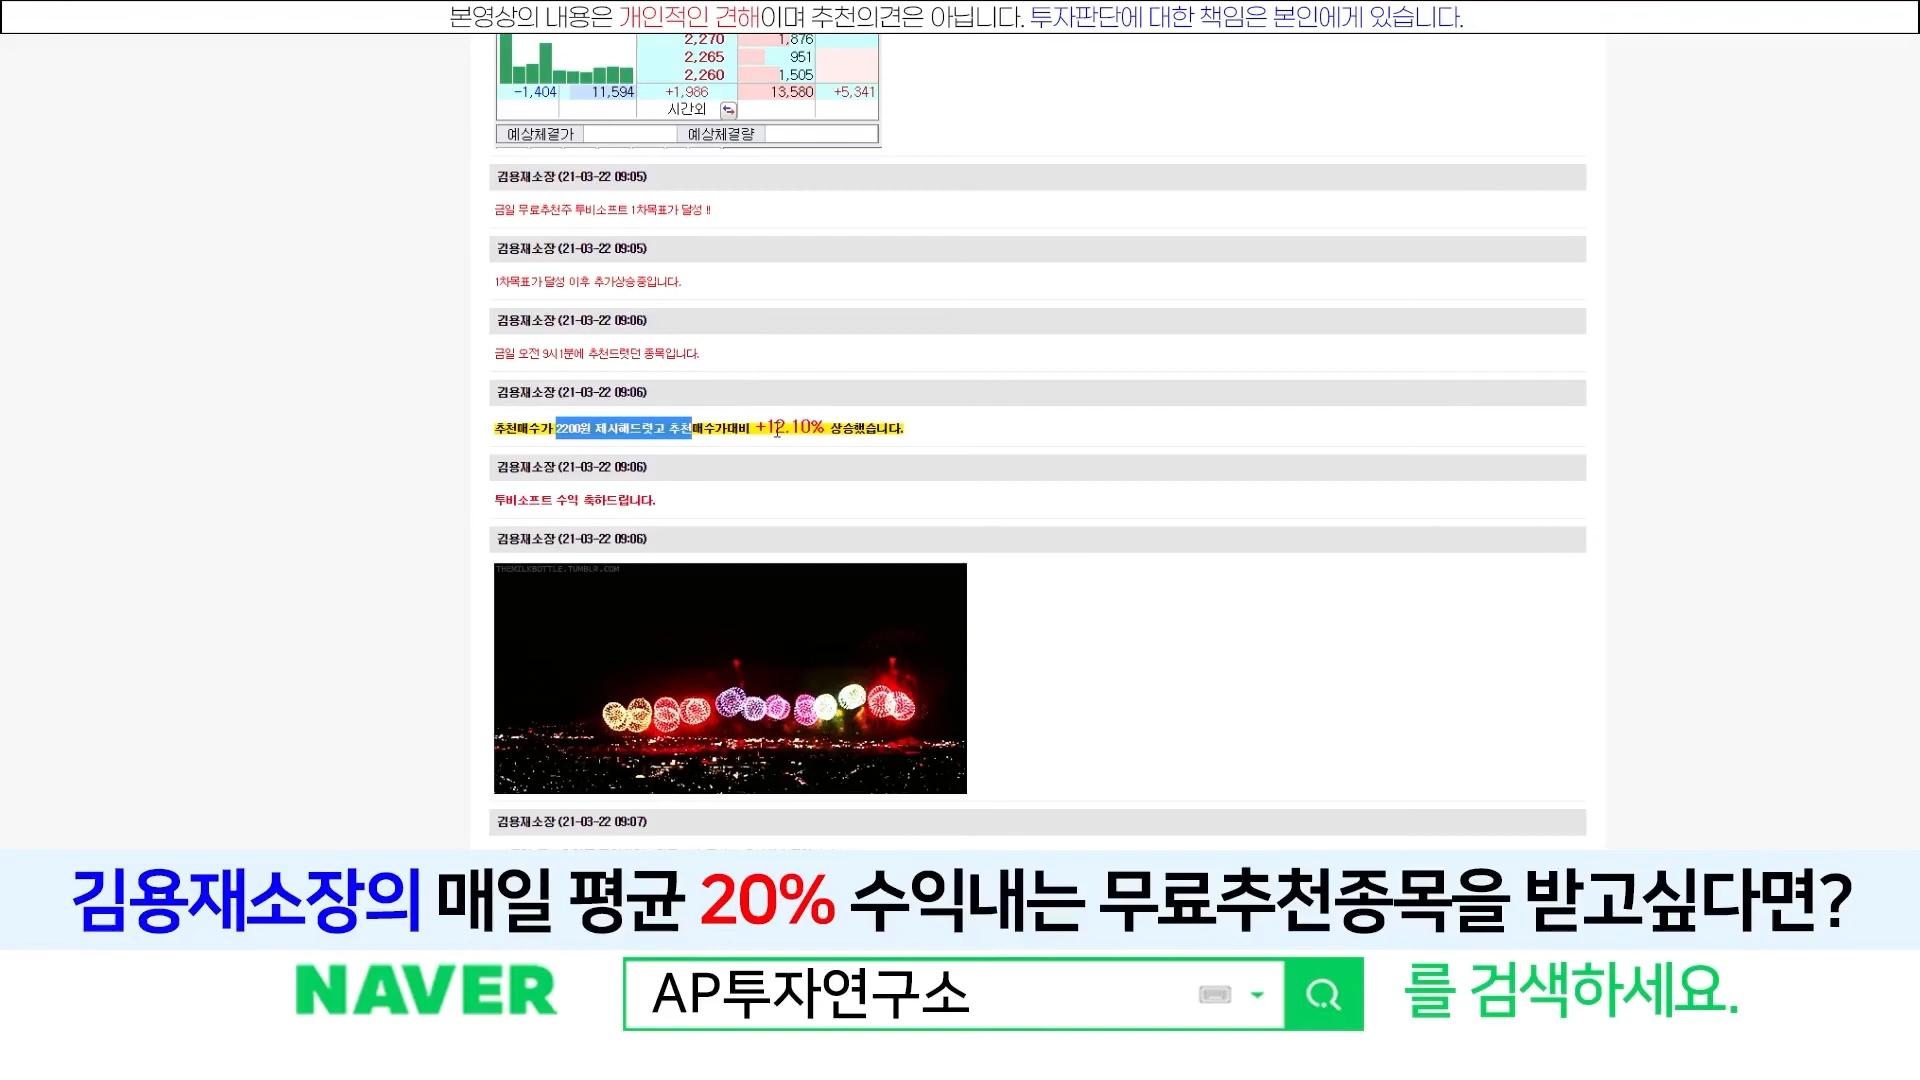 본영상의 내용은 개인적인 견해이며 추천의견은 아닙니다. 투자판단에 대한 책임은 본인에게 있습니다.
2,270 1,876
2,265 951
2,260 1,505
-1,404 11,594 +1,986 13,580 +5,341
시간외
예상체결가 예상체결량
김용재소장 (21-03-22 09:05)
금일 무료추천주 투비소프트 1차목표가 달성 !!
김용재소장 (21-03-22 09:05)
1차목표가 달성 이후 추가상승중입니다.
김용재소장 (21-03-22 09:06)
금일 오전 9시1분에 추천드렸던 종목입니다.
김용재소장 (21-03-22 09:06)
추천매수가 2200원 제시해드렸고 추천매수가대비 +12.10% 상승했습니다.
김용재소장 (21-03-22 09:06)
투비소프트 수익 축하드립니다.
김용재소장 (21-03-22 09:06)
THEMILKBOTTLE.TUMBLR.COM
김용재소장 (21-03-22 09:07)
김용재소장의 매일 평균 20% 수익내는 무료추천종목을 받고싶다면?
NAVER AP투자연구소 를 검색하세요.